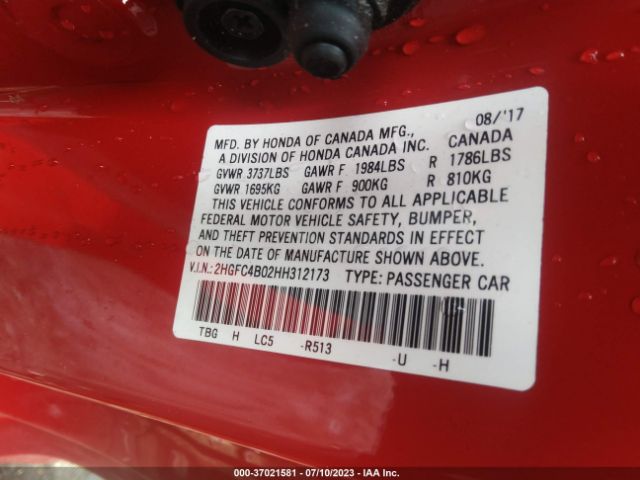 08/'17
MFD. BY HONDA OF CANADA MFG., CANADA
A DIVISION OF HONDA CANADA INC.
GVWR 3737LBS GAWR F 1984LBS R 1786LBS
GVWR 1695KG GAWR F 900KG R 810KG
THIS VEHICLE CONFORMS TO ALL APPLICABLE
FEDERAL MOTOR VEHICLE SAFETY, BUMPER,
AND THEFT PREVENTION STANDARDS IN EFFECT
ON THE DATE OF MANUFACTURE SHOWN ABOVE.
V.I.N.: 2HGFC4B02HH312173 TYPE: PASSENGER CAR
TBG H LC5 -R513 -U -H
000-37021581 - 07/10/2023 - IAA Inc.